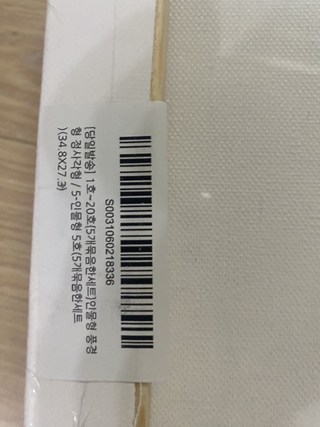 S0031060218336
[당일발송] 1호~20호(5개묶음한세트)인물형 풍경
형 정사각형 / 5-인물형 5호(5개묶음한세트
)(34.8X27.3)